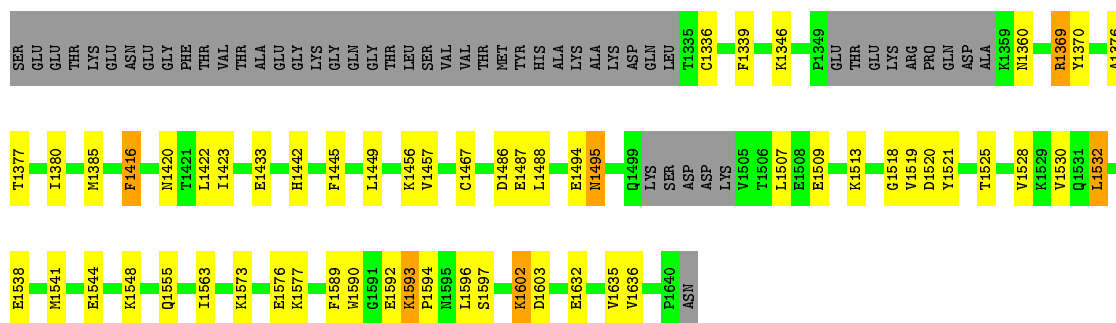 SER GLU GLU THR LYS GLU ASN GLU GLY PHE THR VAL THR ALA GLU GLY LYS GLY GLN GLY THR LEU SER VAL VAL THR MET TYR HIS ALA LYS ALA LYS ASP GLN LEU T1335 C1336 F1339 K1346 P1349 GLU THR GLU LYS ARG PRO GLN ASP ALA K1359 N1360 R1369 Y1370 A1376
T1377 I1380 M1385 F1416 N1420 T1421 L1422 I1423 E1433 H1442 F1445 L1449 K1456 V1457 C1467 D1486 E1487 L1488 E1494 N1495 Q1499 LYS SER ASP ASP LYS V1505 T1506 L1507 E1508 E1509 K1513 G1518 V1519 D1520 Y1521 T1525 V1528 K1529 V1530 Q1531 L1532
E1538 M1541 E1544 K1548 Q1555 I1563 K1573 E1576 K1577 F1589 W1590 G1591 E1592 K1593 P1594 N1595 L1596 S1597 K1602 D1603 E1632 V1635 V1636 P1640 ASN